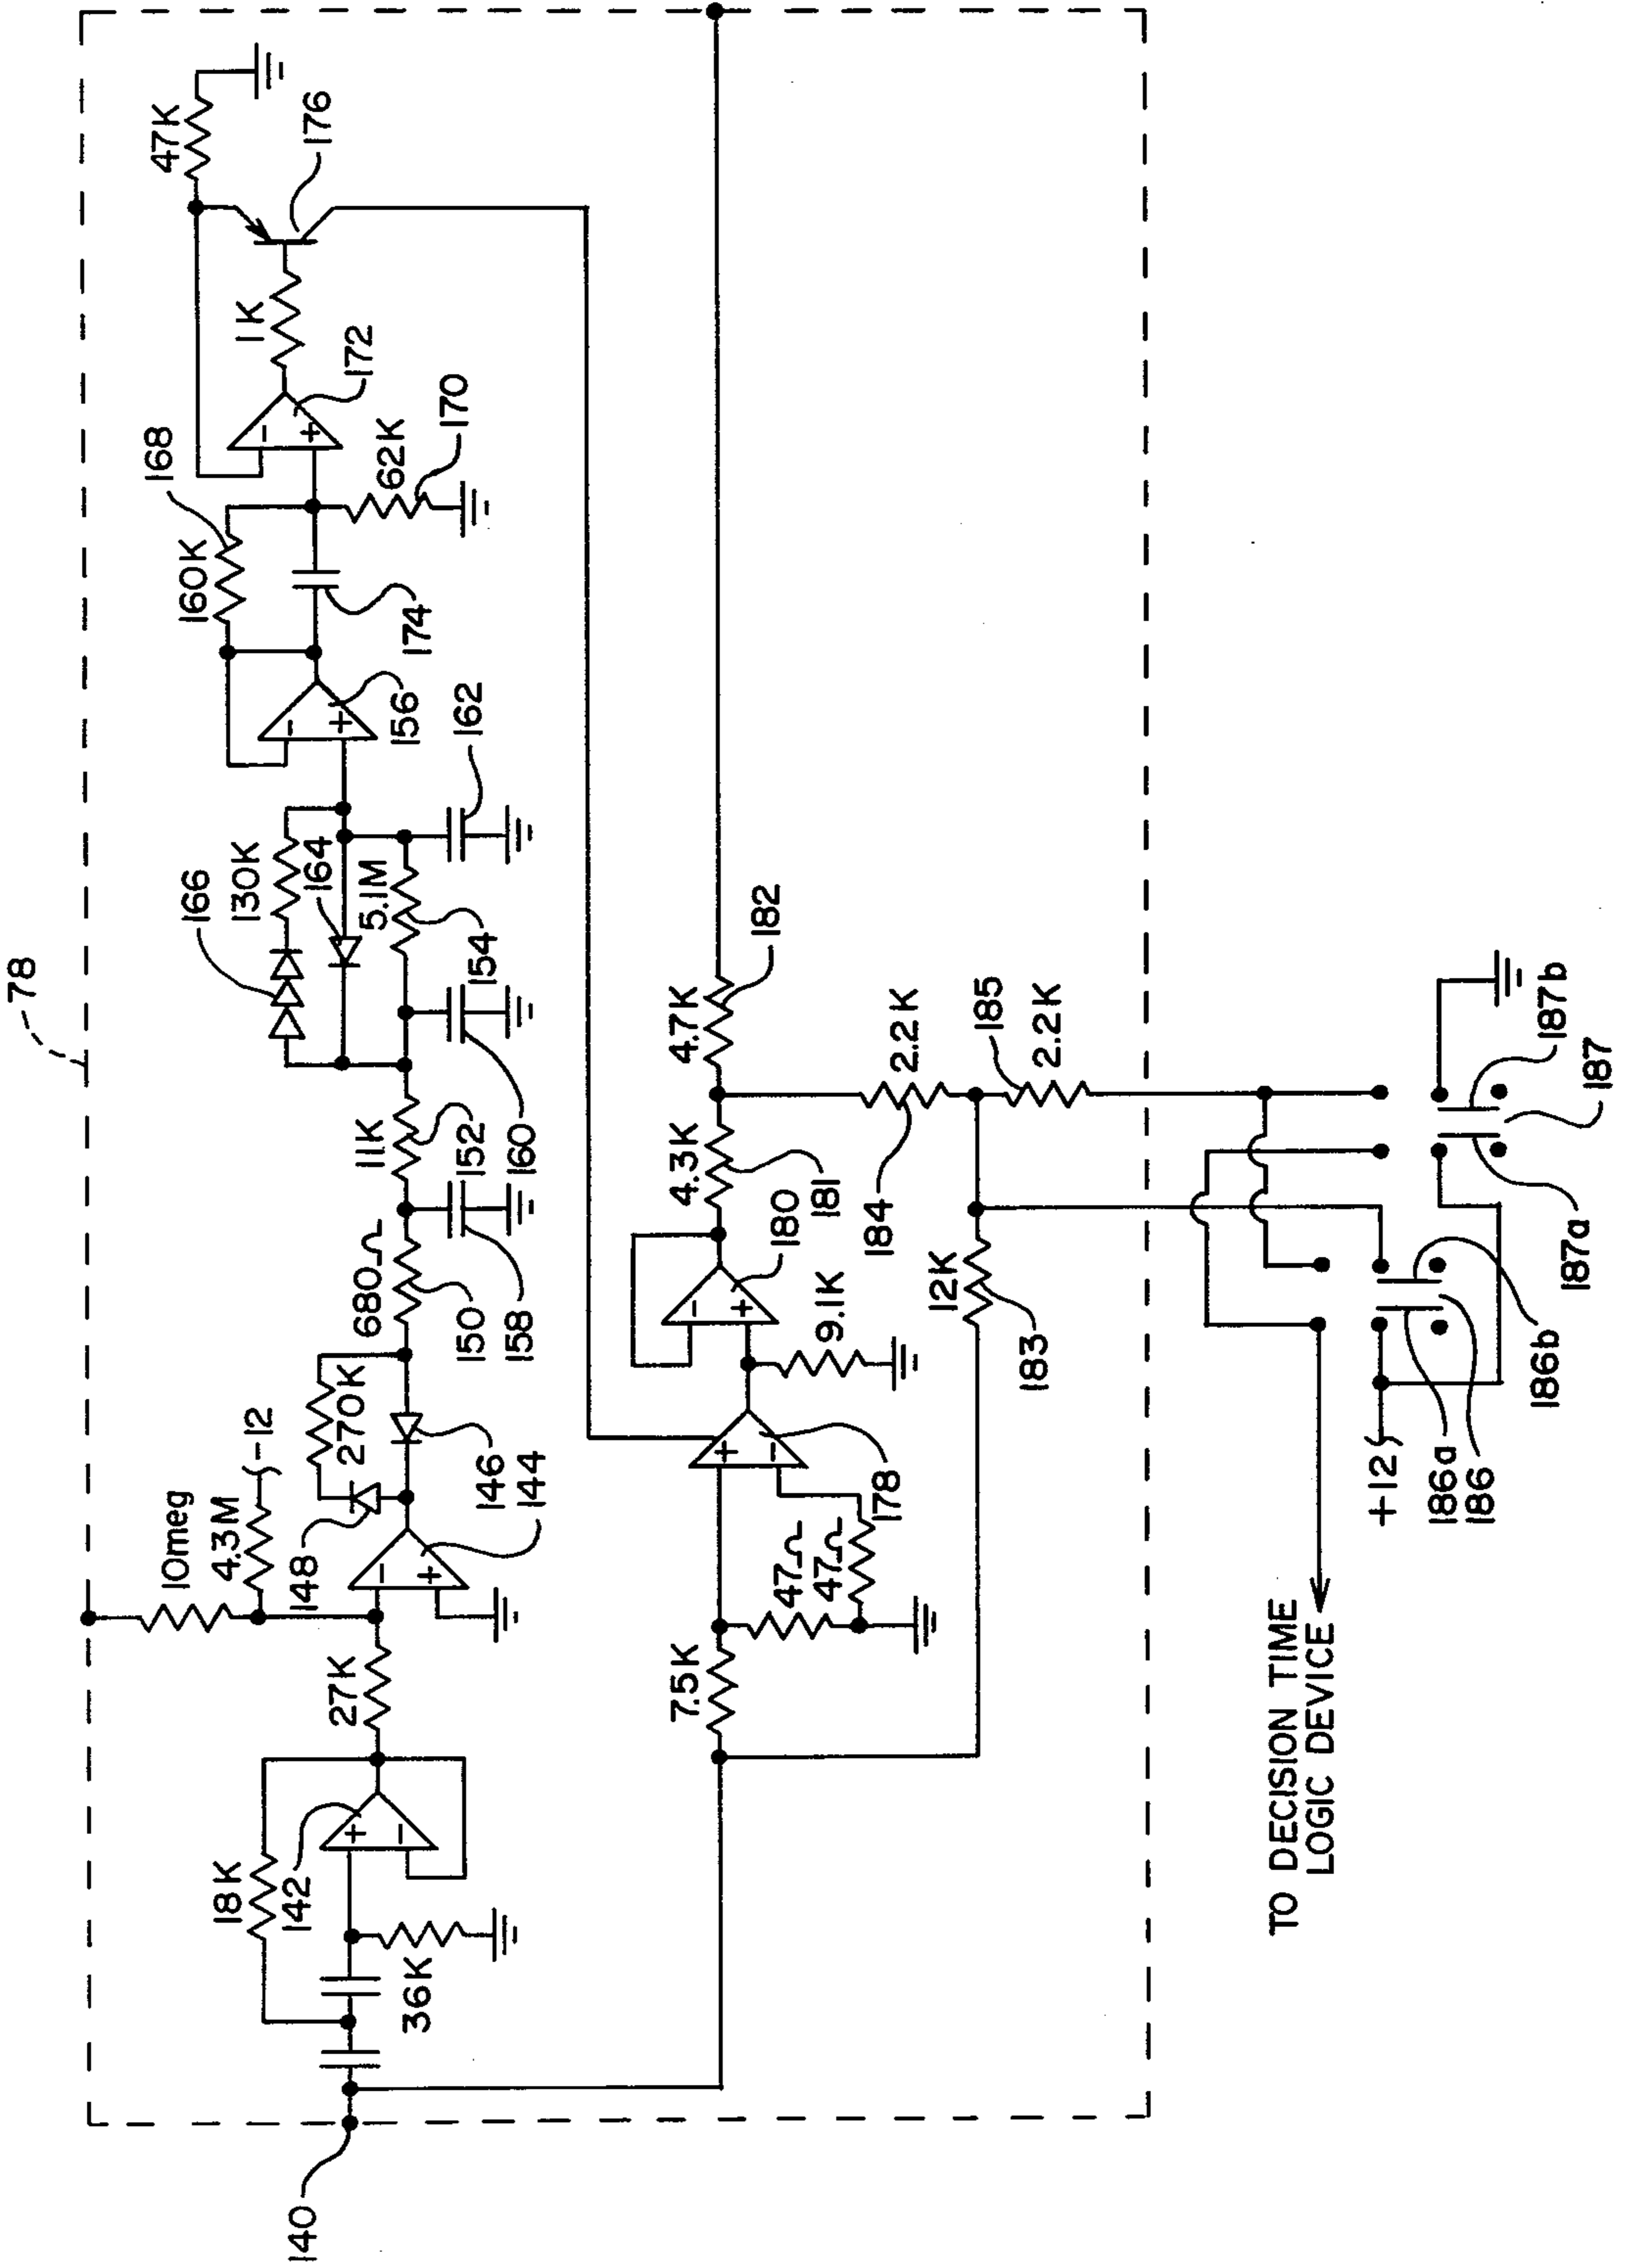 78
140
18K
142
36K
27K
10meg
4.3M
-12
148
270K
146
144
680Ω
150
158
11K
152
160
166
130K
164
5.1M
154
162
156
160K
168
174
62K
170
172
1K
176
47K
+
-
-
+
-
+
-
+
7.5K
47Ω
47Ω
178
+
-
9.1K
180
-
+
4.3K
181
4.7K
182
184
2.2K
185
2.2K
12K
183
TO DECISION TIME
LOGIC DEVICE
+12
186a
186
186b
187a
187
187b